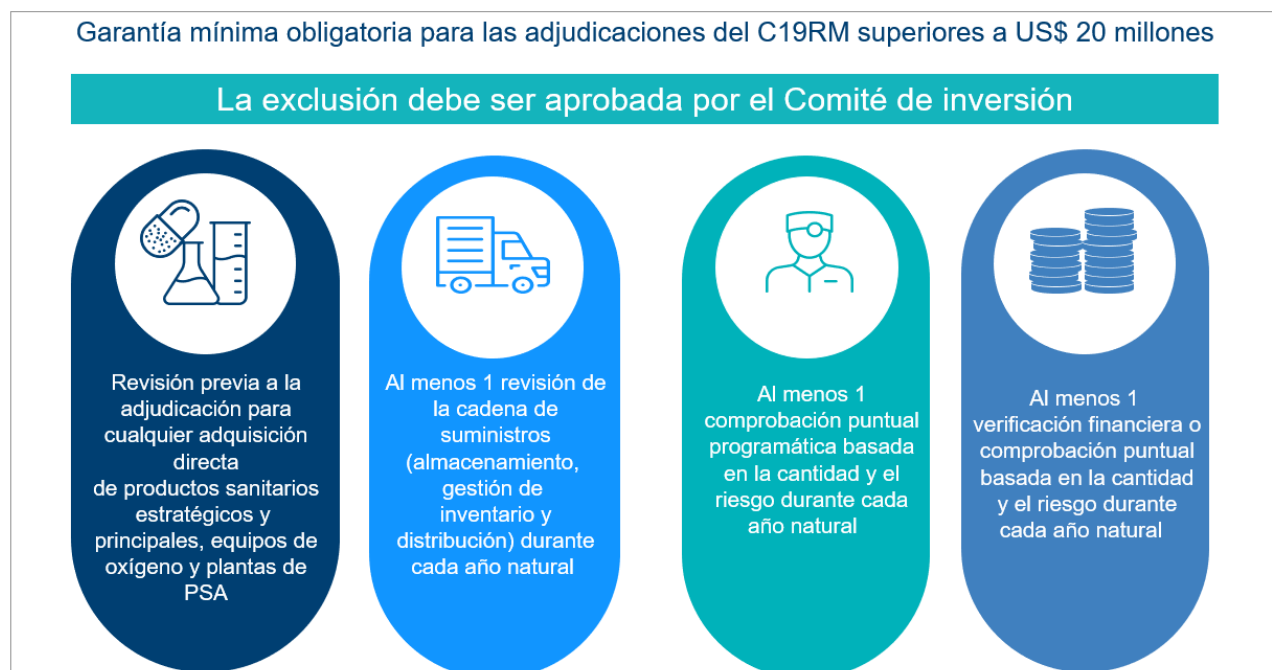 Garantía mínima obligatoria para las adjudicaciones del C19RM superiores a US$ 20 millones
La exclusión debe ser aprobada por el Comité de inversión
Revisión previa a la
adjudicación para
cualquier adquisición
directa
de productos sanitarios
estratégicos y
principales, equipos de
oxígeno y plantas de
PSA
Al menos 1 revisión de
la cadena de
suministros
(almacenamiento,
gestión de
inventario y
distribución) durante
cada año natural
Al menos 1
comprobación puntual
programática basada
en la cantidad y el
riesgo durante cada
año natural
Al menos 1
verificación financiera o
comprobación puntual
basada en la cantidad
y el riesgo durante
cada año natural